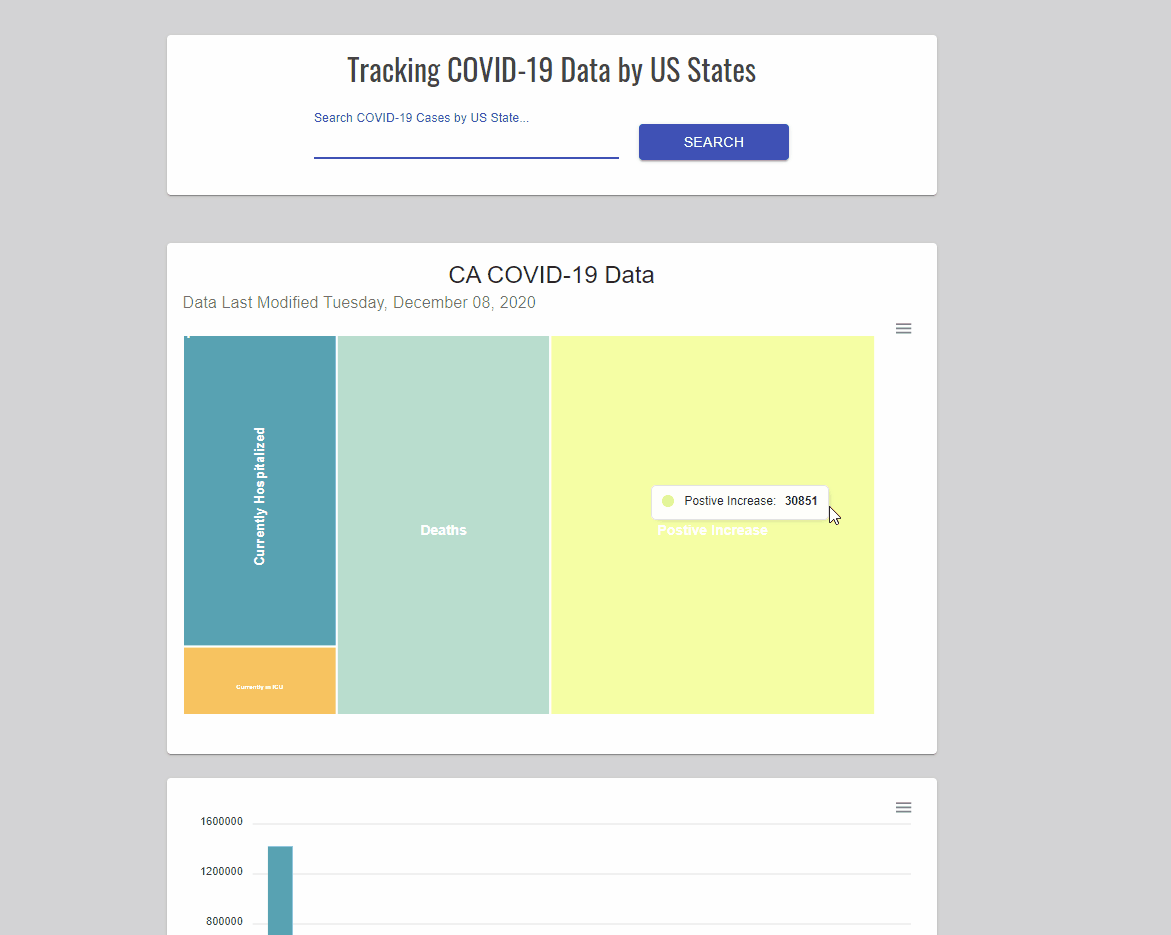 Tracking COVID-19 Data by US States
Search COVID-19 Cases by US State...
SEARCH
CA COVID-19 Data
Data Last Modified Tuesday, December 08, 2020
Currently Hospitalized
Deaths
Postive Increase: 30851
Postive Increase
Currently in ICU
1600000
1200000
800000